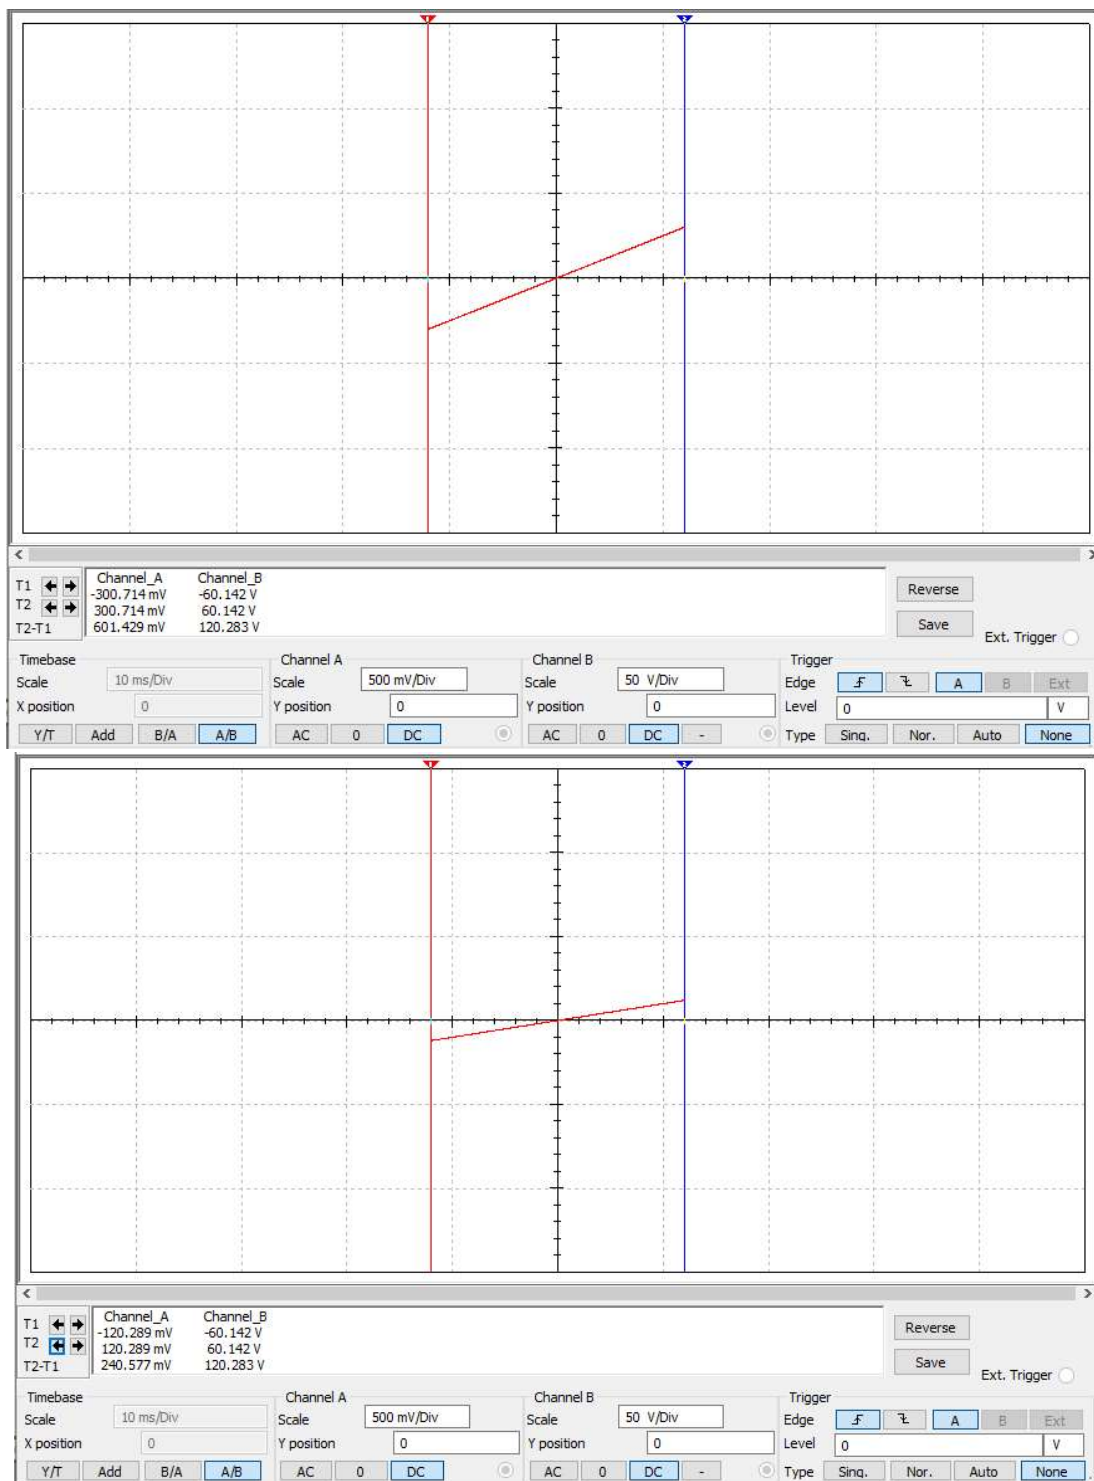 1 2
T1 Channel_A Channel_B
-300.714 mV -60.142 V
T2 300.714 mV 60.142 V
T2-T1 601.429 mV 120.283 V
Reverse
Save
Ext. Trigger
Timebase Channel A Channel B Trigger
Scale 10 ms/Div Scale 500 mV/Div Scale 50 V/Div Edge A B Ext
X position 0 Y position 0 Y position 0 Level 0 V
Y/T Add B/A A/B AC 0 DC AC 0 DC - Type Sing. Nor. Auto None
1 2
T1 Channel_A Channel_B
-120.289 mV -60.142 V
T2 120.289 mV 60.142 V
T2-T1 240.577 mV 120.283 V
Reverse
Save
Ext. Trigger
Timebase Channel A Channel B Trigger
Scale 10 ms/Div Scale 500 mV/Div Scale 50 V/Div Edge A B Ext
X position 0 Y position 0 Y position 0 Level 0 V
Y/T Add B/A A/B AC 0 DC AC 0 DC - Type Sing. Nor. Auto None